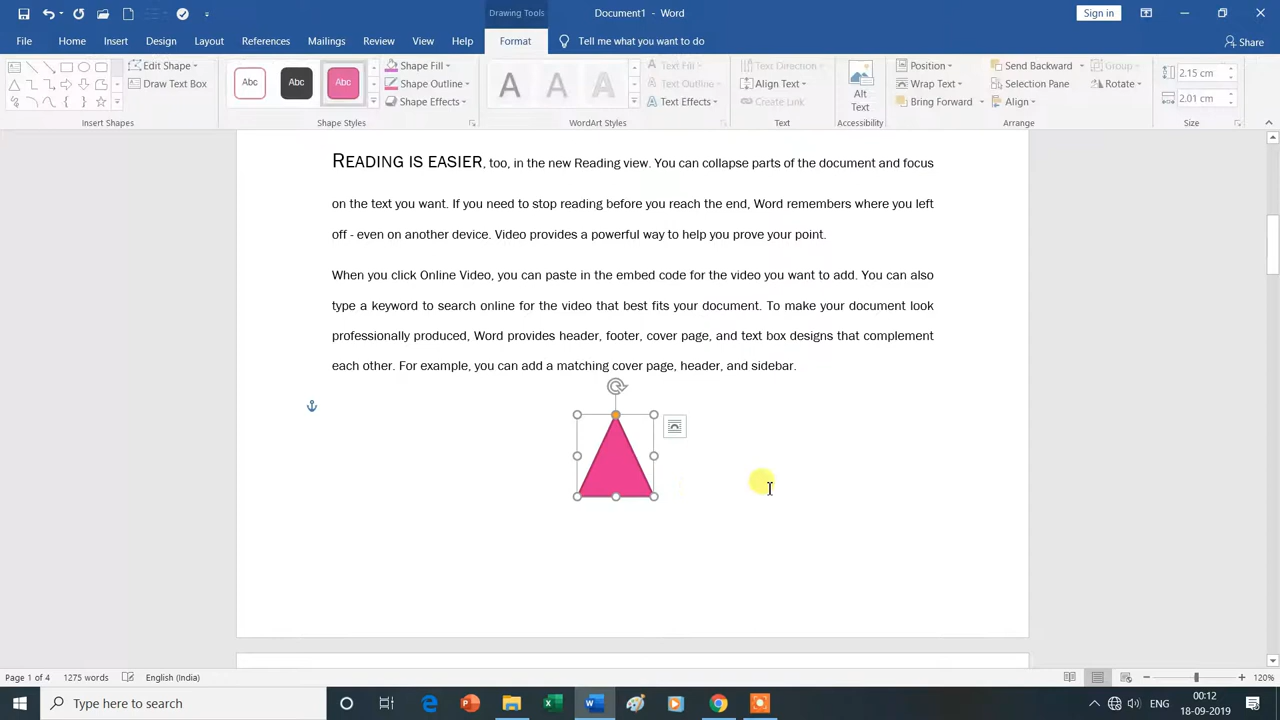 Drawing Tools
Document1 - Word
Sign in
File Home Insert Design Layout References Mailings Review View Help Format Tell me what you want to do Share
Edit Shape
Draw Text Box
Insert Shapes
Abc Abc Abc
Shape Fill
Shape Outline
Shape Effects
Shape Styles
A A A
Text Fill
Text Outline
Text Effects
WordArt Styles
Text Direction
Align Text
Create Link
Text
Alt
Text
Accessibility
Position
Wrap Text
Bring Forward
Send Backward
Selection Pane
Align
Group
Rotate
Arrange
2.15 cm
2.01 cm
Size
READING IS EASIER, too, in the new Reading view. You can collapse parts of the document and focus
on the text you want. If you need to stop reading before you reach the end, Word remembers where you left
off - even on another device. Video provides a powerful way to help you prove your point.
When you click Online Video, you can paste in the embed code for the video you want to add. You can also
type a keyword to search online for the video that best fits your document. To make your document look
professionally produced, Word provides header, footer, cover page, and text box designs that complement
each other. For example, you can add a matching cover page, header, and sidebar.
Page 1 of 4 1275 words English (India) 120%
Type here to search
ENG
00:12
18-09-2019